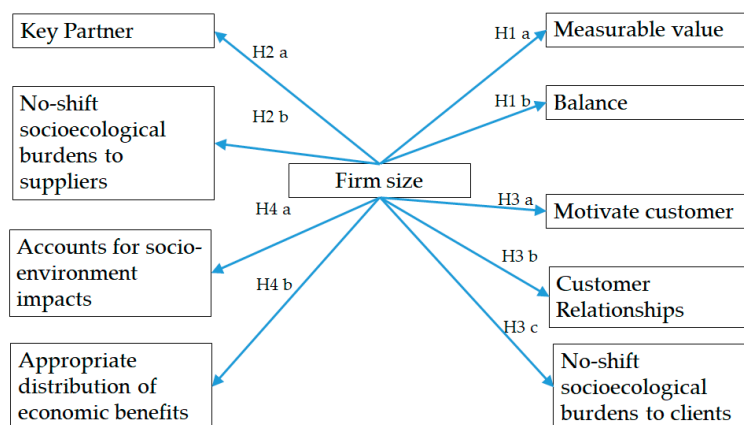 Key Partner
H2 a
H1 a
Measurable value
No-shift
socioecological
burdens to
suppliers
H2 b
H1 b
Balance
Firm size
H4 a
H3 a
Motivate customer
Accounts for socio-
environment
impacts
H4 b
H3 b
Customer
Relationships
H3 c
Appropriate
distribution of
economic benefits
No-shift
socioecological
burdens to clients